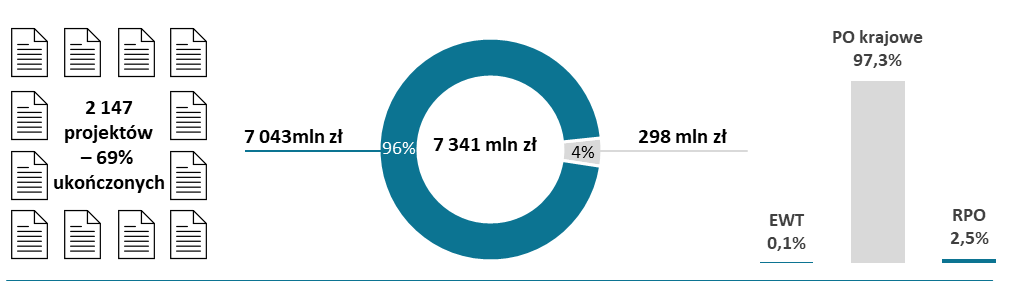 2 147
projektów
– 69%
ukończonych
7 043mln zł
96%
7 341 mln zł
4%
298 mln zł
EWT
0,1%
PO krajowe
97,3%
RPO
2,5%